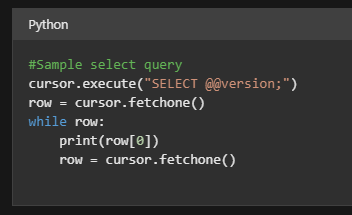 Python
#Sample select query
cursor.execute("SELECT @@version;")
row = cursor.fetchone()
while row:
    print(row[0])
    row = cursor.fetchone()